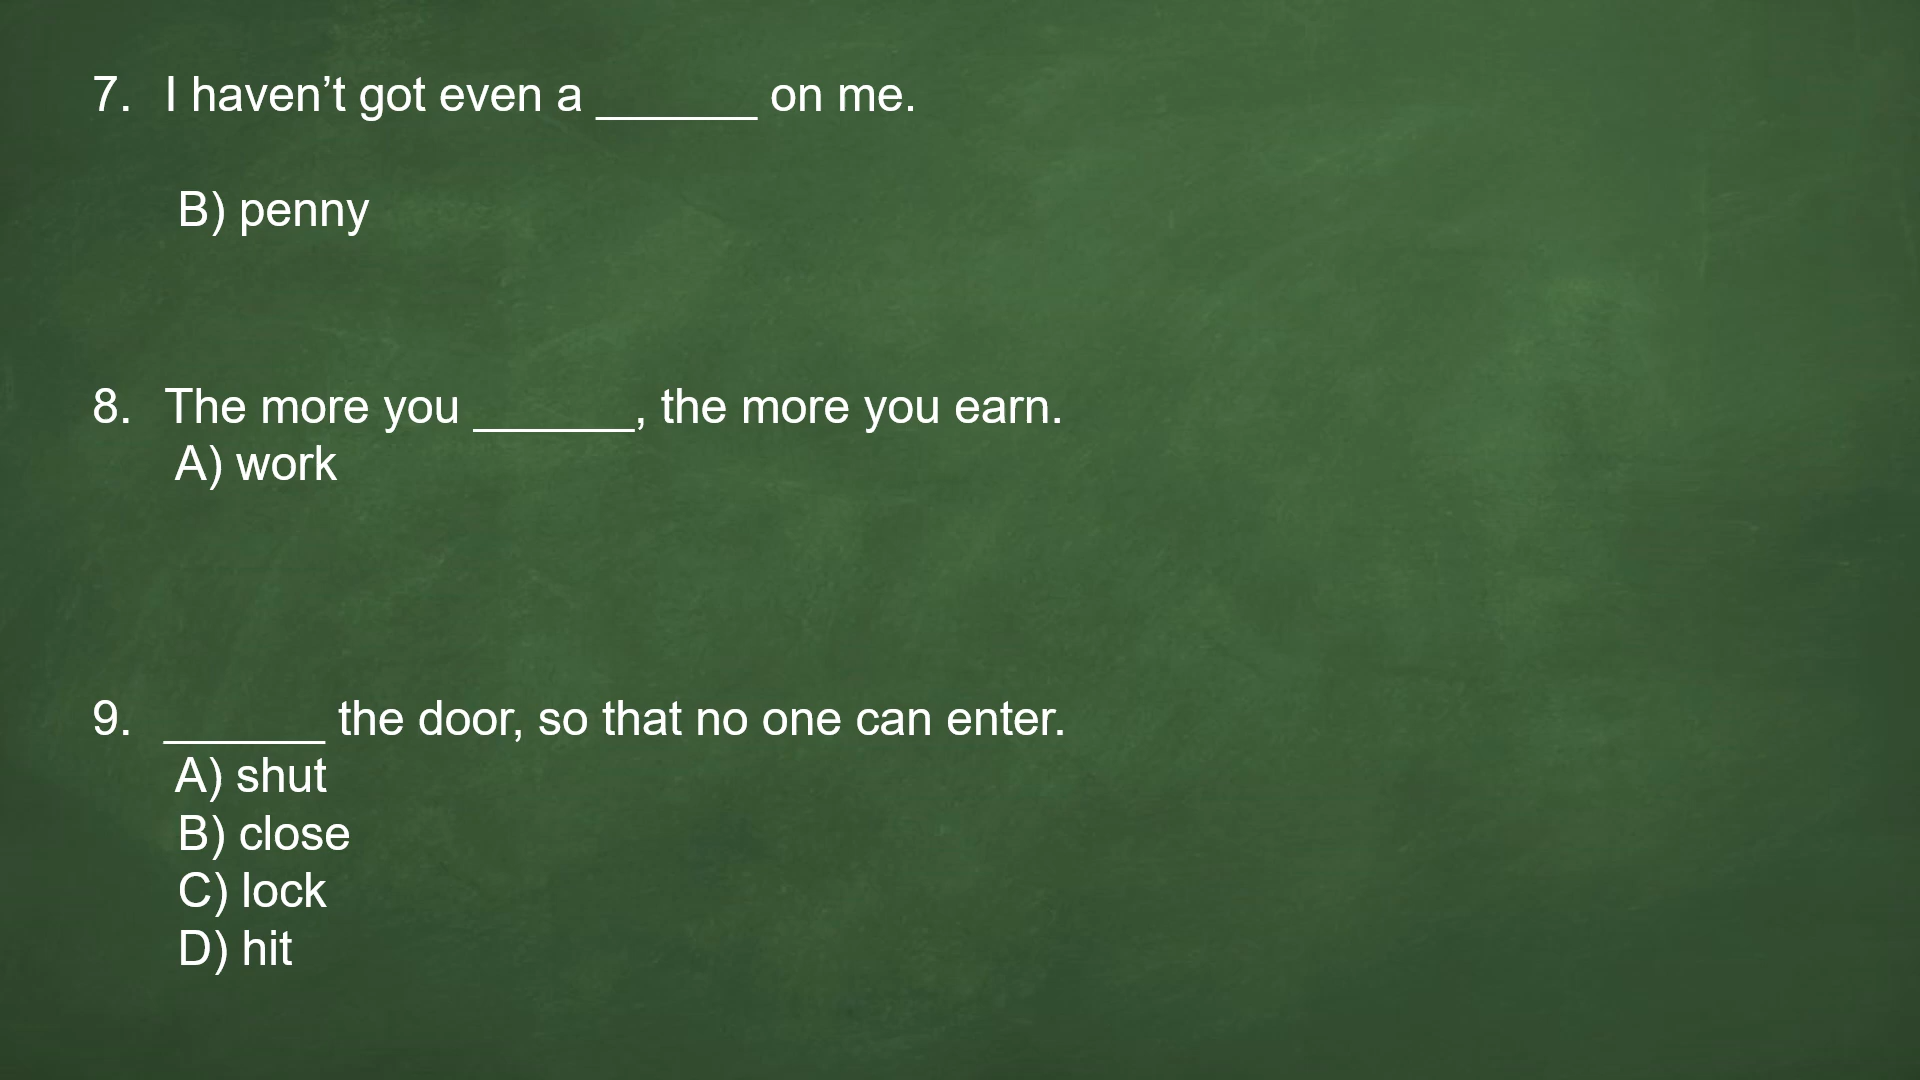 7. I haven’t got even a ______ on me.
B) penny
8. The more you ______, the more you earn.
A) work
9. ______ the door, so that no one can enter.
A) shut
B) close
C) lock
D) hit